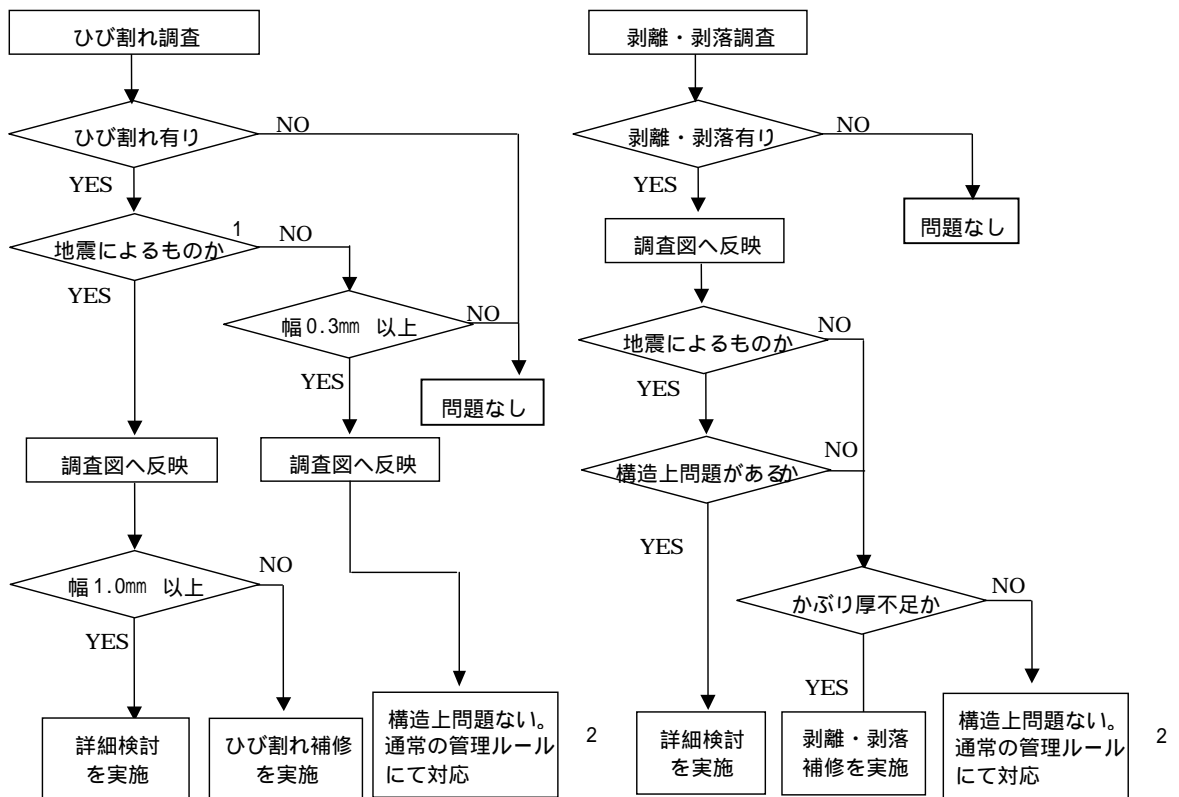 ひび割れ調査
ひび割れ有り
NO
YES
地震によるものか
1
NO
YES
幅0.3㎜ 以上
NO
YES
問題なし
調査図へ反映
調査図へ反映
幅1.0㎜ 以上
NO
YES
詳細検討
を実施
ひび割れ補修
を実施
構造上問題ない。
通常の管理ルール
にて対応
2
剥離・剥落調査
剥離・剥落有り
NO
YES
問題なし
調査図へ反映
地震によるものか
NO
YES
構造上問題があるか
NO
YES
かぶり厚不足か
NO
YES
詳細検討
を実施
剥離・剥落
補修を実施
構造上問題ない。
通常の管理ルール
にて対応
2